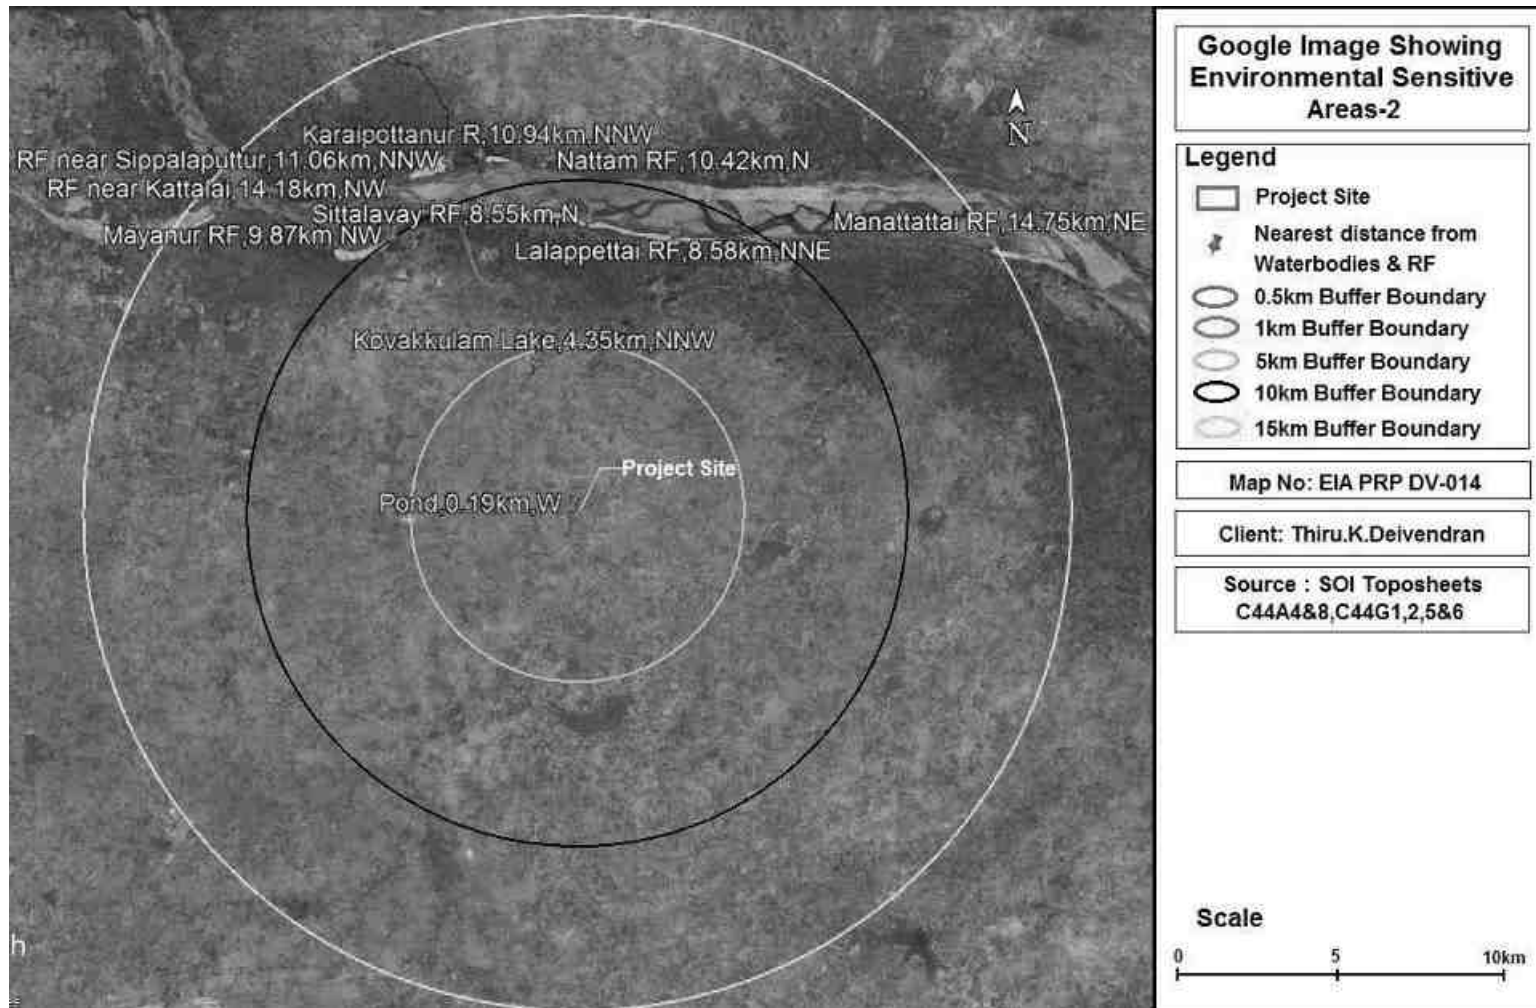 Karaipottanur R,10.94km,NNW
RF near Sippalaputtur,11.06km,NNW
Nattam RF,10.42km,N
RF near Kattalai,14.18km,NW
Sittalavay RF,8.55km,N
Manattattai RF,14.75km,NE
Mayanur RF,9.87km,NW
Lalappettai RF,8.58km,NNE
N
Kovakkulam Lake,4.35km,NNW
Project Site
Pond,0.19km,W
h
Google Image Showing
Environmental Sensitive
Areas-2
Legend
Project Site
Nearest distance from
Waterbodies & RF
0.5km Buffer Boundary
1km Buffer Boundary
5km Buffer Boundary
10km Buffer Boundary
15km Buffer Boundary
Map No: EIA PRP DV-014
Client: Thiru.K.Deivendran
Source : SOI Toposheets
C44A4&8,C44G1,2,5&6
Scale
0 5 10km